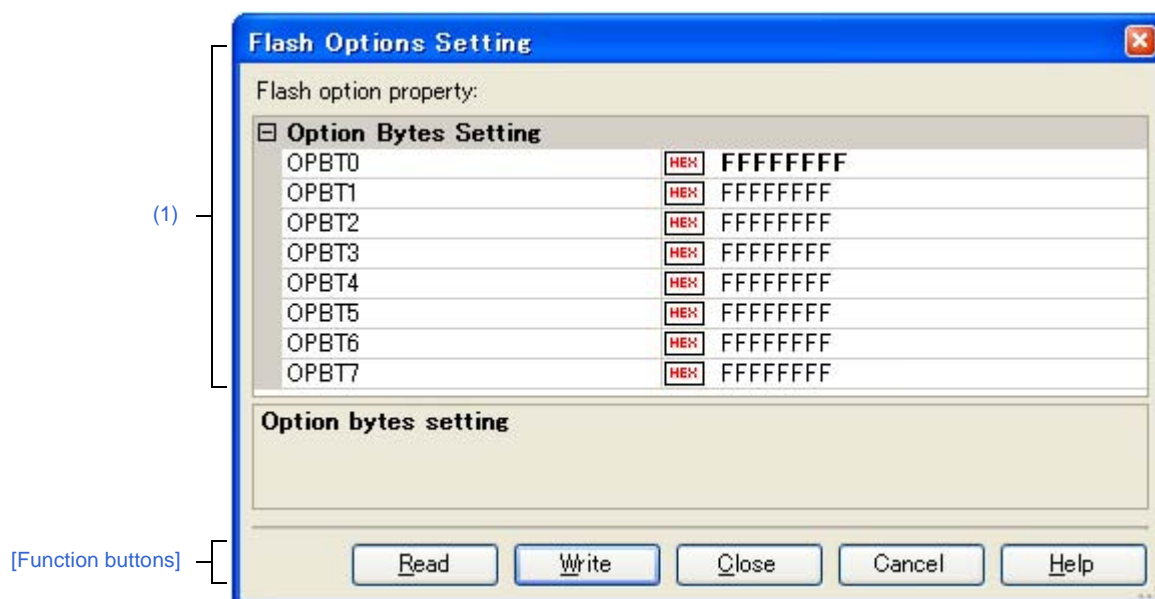 Flash Options Setting
Flash option property:
Option Bytes Setting
OPBT0 HEX FFFFFFFF
OPBT1 HEX FFFFFFFF
(1)
OPBT2 HEX FFFFFFFF
OPBT3 HEX FFFFFFFF
OPBT4 HEX FFFFFFFF
OPBT5 HEX FFFFFFFF
OPBT6 HEX FFFFFFFF
OPBT7 HEX FFFFFFFF
Option bytes setting
[Function buttons]
Read Write Close Cancel Help